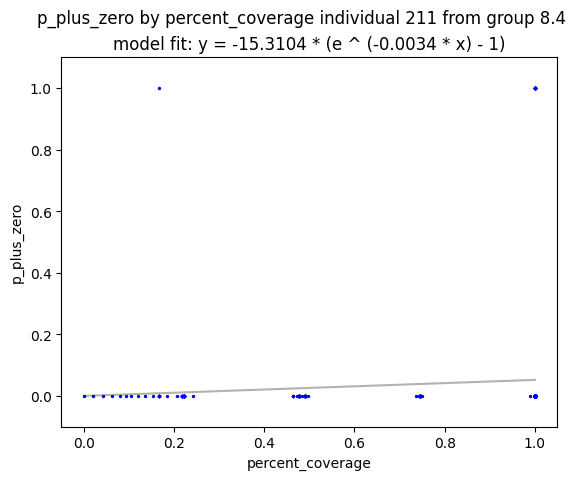 p_plus_zero by percent_coverage individual 211 from group 8.4
model fit: y = -15.3104 * (e ^ (-0.0034 * x) - 1)
1.0
0.8
0.6
0.4
0.2
0.0
p_plus_zero
0.0 0.2 0.4 0.6 0.8 1.0
percent_coverage